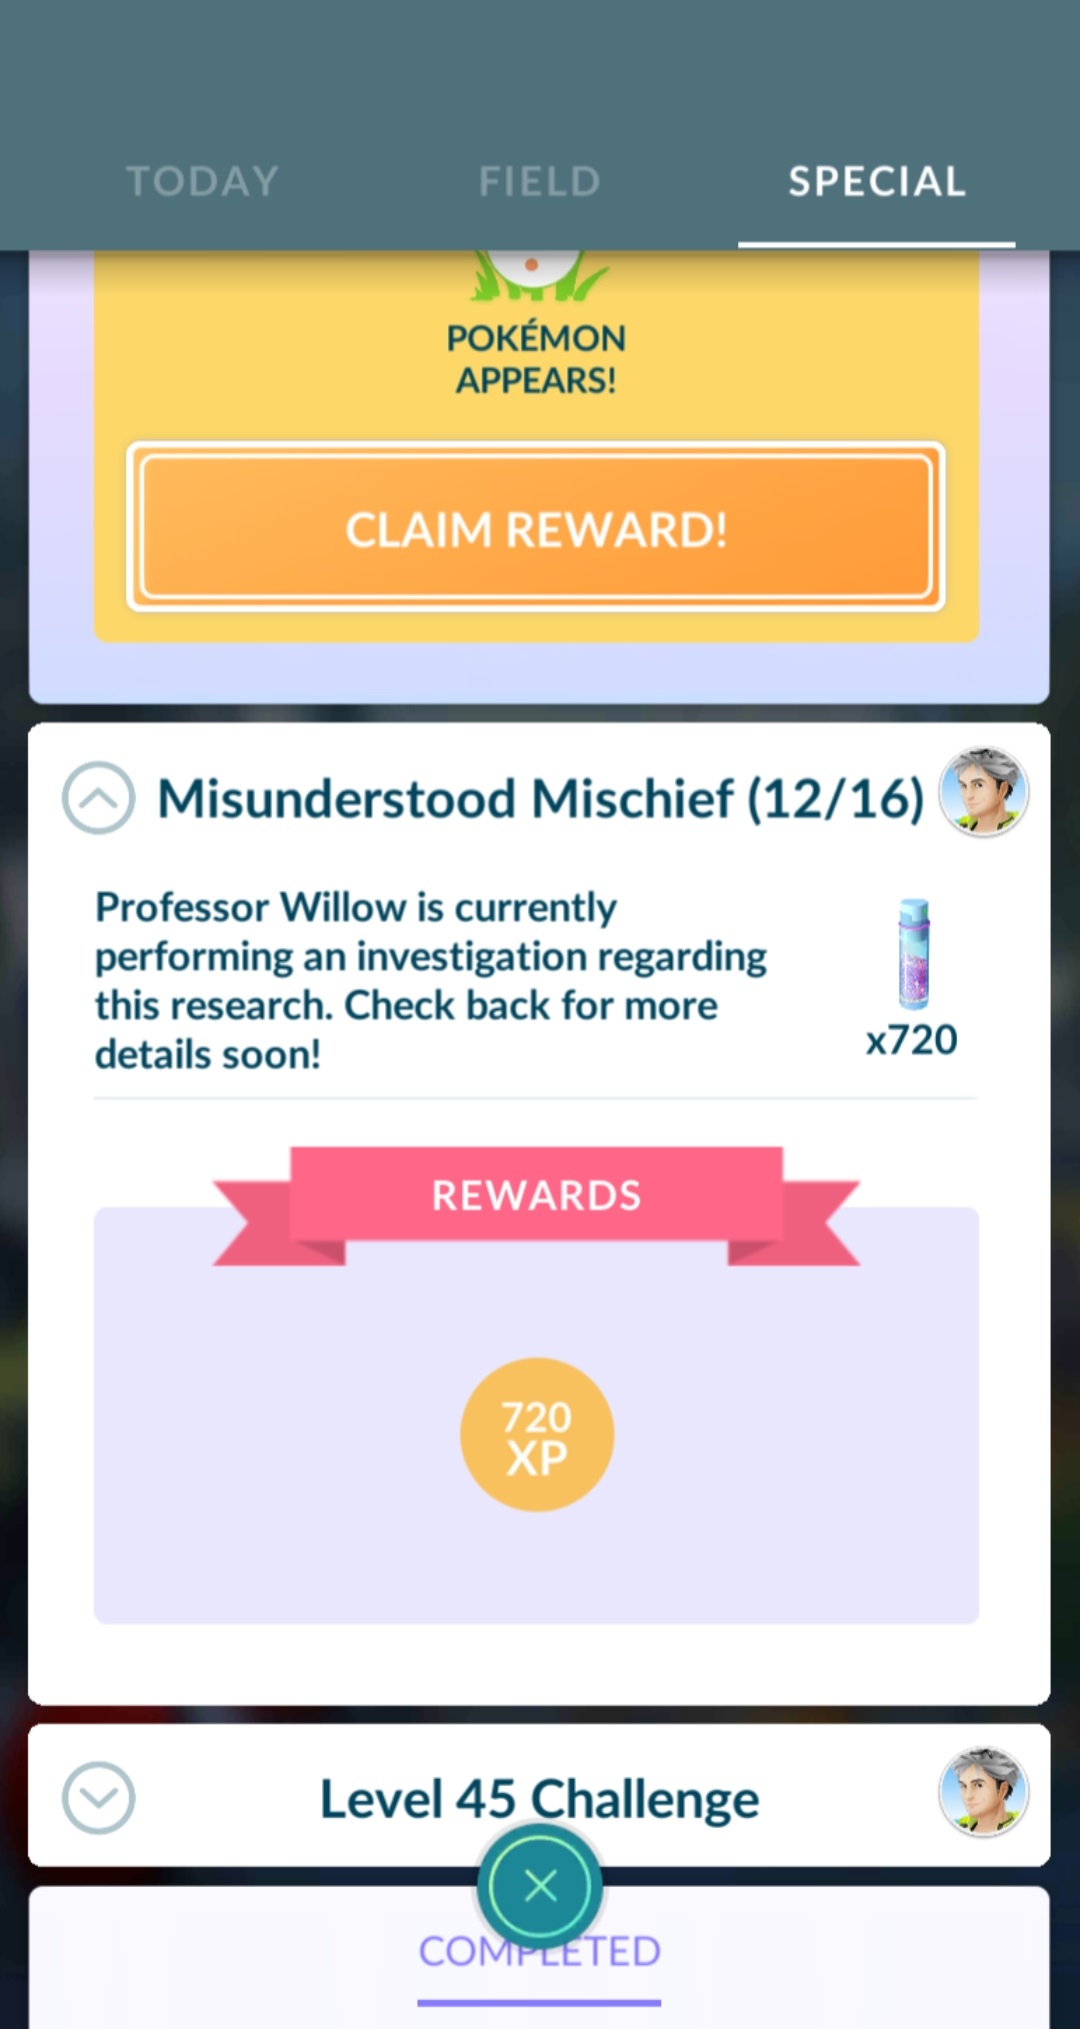 TODAY
FIELD
SPECIAL
POKÉMON
APPEARS!
CLAIM REWARD!
Misunderstood Mischief (12/16)
Professor Willow is currently
performing an investigation regarding
this research. Check back for more
details soon!
x720
REWARDS
720
XP
Level 45 Challenge
COMPLETED